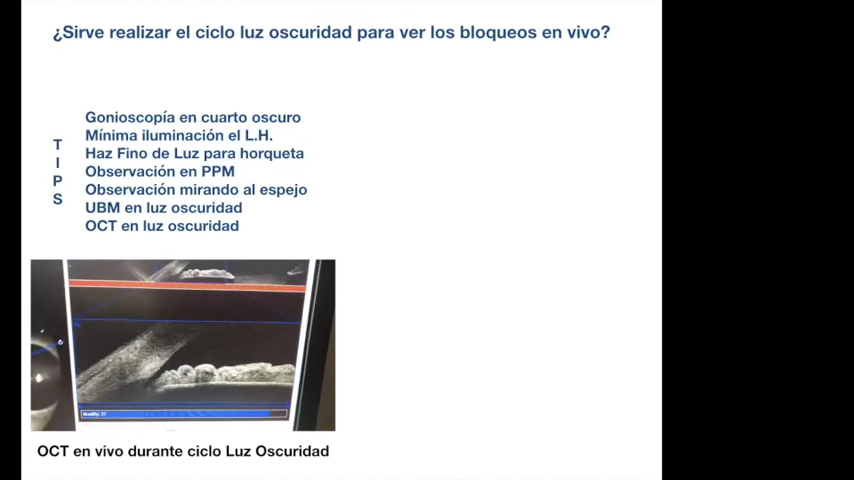 ¿Sirve realizar el ciclo luz oscuridad para ver los bloqueos en vivo?
Gonioscopía en cuarto oscuro
Mínima iluminación el L.H.
Haz Fino de Luz para horqueta
Observación en PPM
Observación mirando al espejo
UBM en luz oscuridad
OCT en luz oscuridad
T
I
P
S
Quality: 37
OCT en vivo durante ciclo Luz Oscuridad